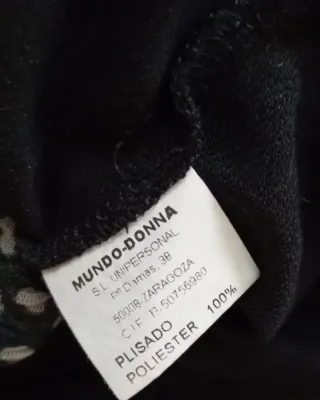 MUNDO-DONNA
S.L. UNIPERSONAL
Pº Damas, 38
50008-ZARAGOZA
C.I.F. B-50756980
PLISADO
POLIESTER 100%